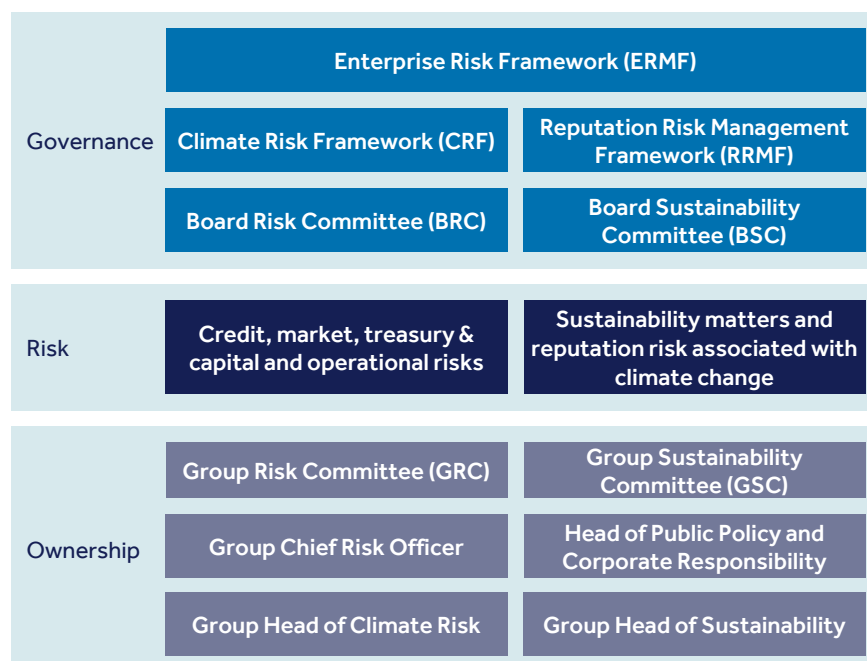 Governance
Enterprise Risk Framework (ERMF)
Climate Risk Framework (CRF)
Reputation Risk Management
Framework (RRMF)
Board Risk Committee (BRC)
Board Sustainability
Committee (BSC)
Risk
Credit, market, treasury &
capital and operational risks
Sustainability matters and
reputation risk associated with
climate change
Ownership
Group Risk Committee (GRC)
Group Sustainability
Committee (GSC)
Group Chief Risk Officer
Head of Public Policy and
Corporate Responsibility
Group Head of Climate Risk
Group Head of Sustainability